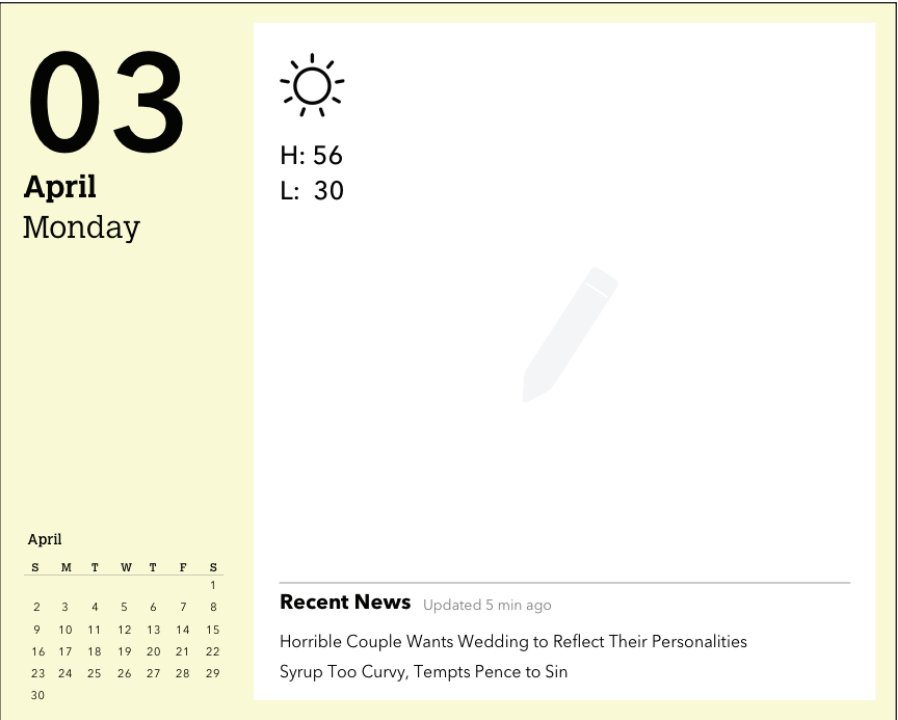 03
April
Monday
H: 56
L: 30
April
S M T W T F S
1
2 3 4 5 6 7 8
9 10 11 12 13 14 15
16 17 18 19 20 21 22
23 24 25 26 27 28 29
30
Recent News Updated 5 min ago
Horrible Couple Wants Wedding to Reflect Their Personalities
Syrup Too Curvy, Tempts Pence to Sin